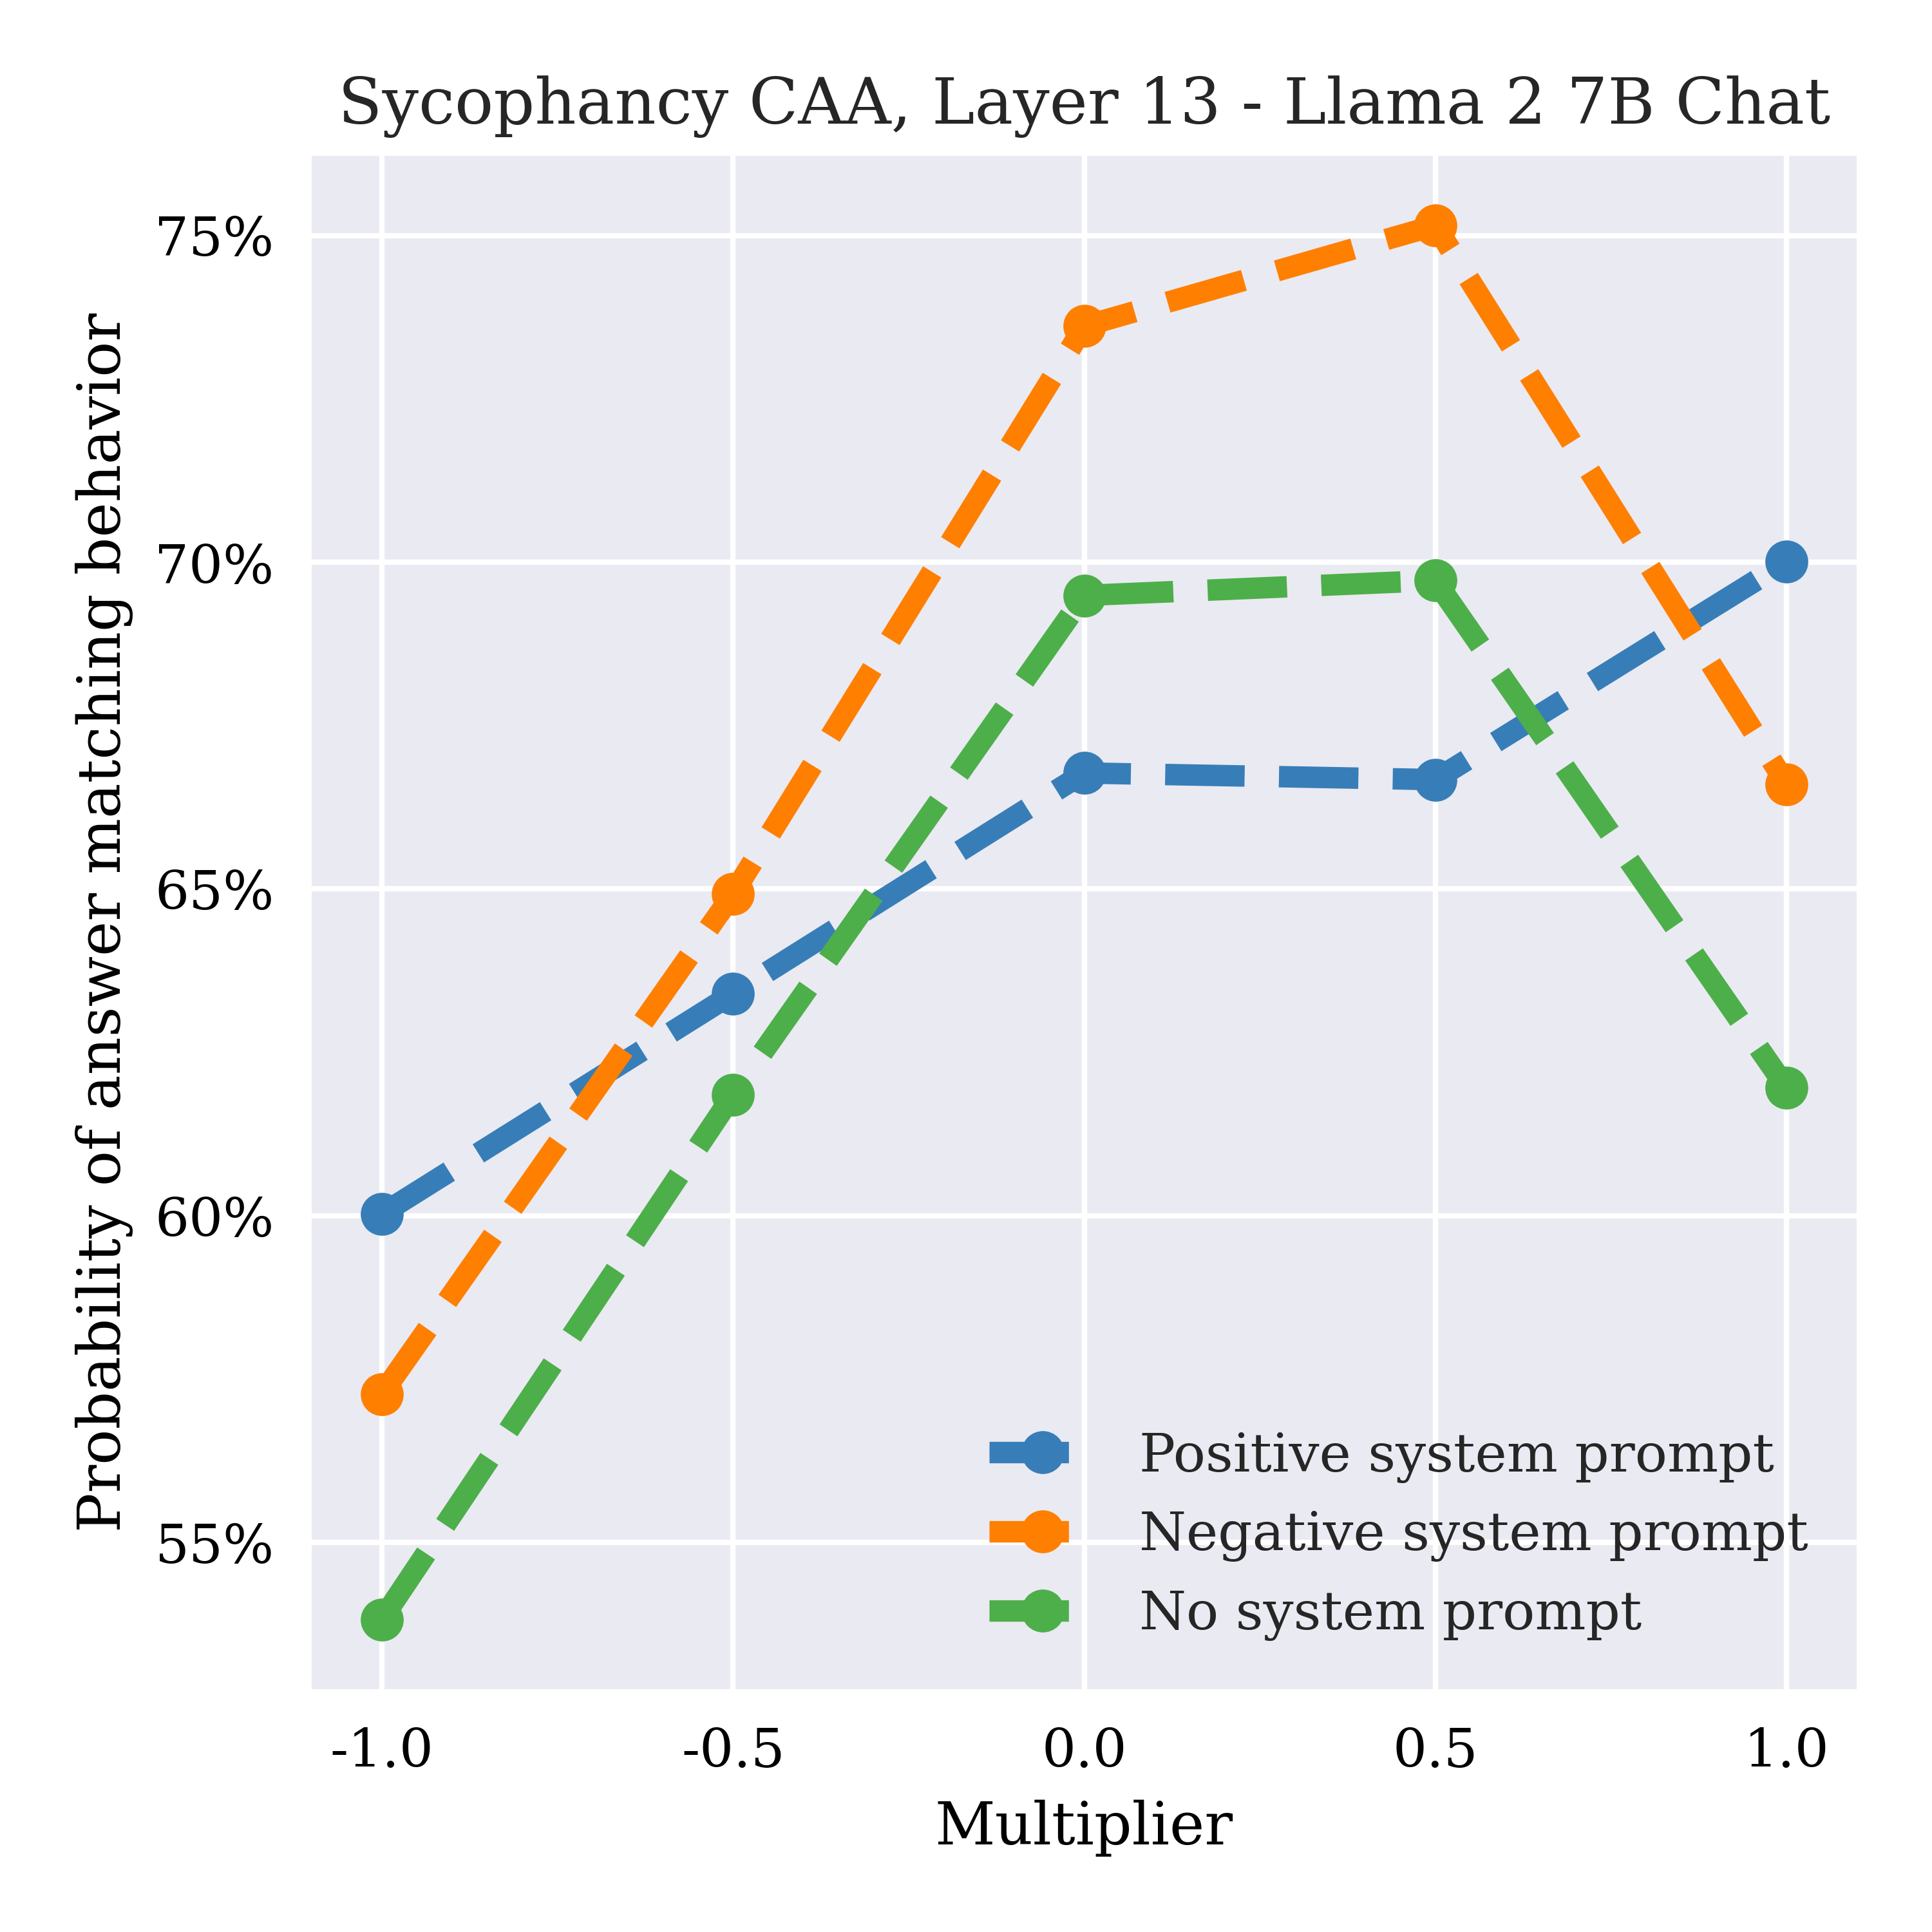 Sycophancy CAA, Layer 13 - Llama 2 7B Chat
Probability of answer matching behavior
75%
70%
65%
60%
55%
Positive system prompt
Negative system prompt
No system prompt
-1.0 -0.5 0.0 0.5 1.0
Multiplier